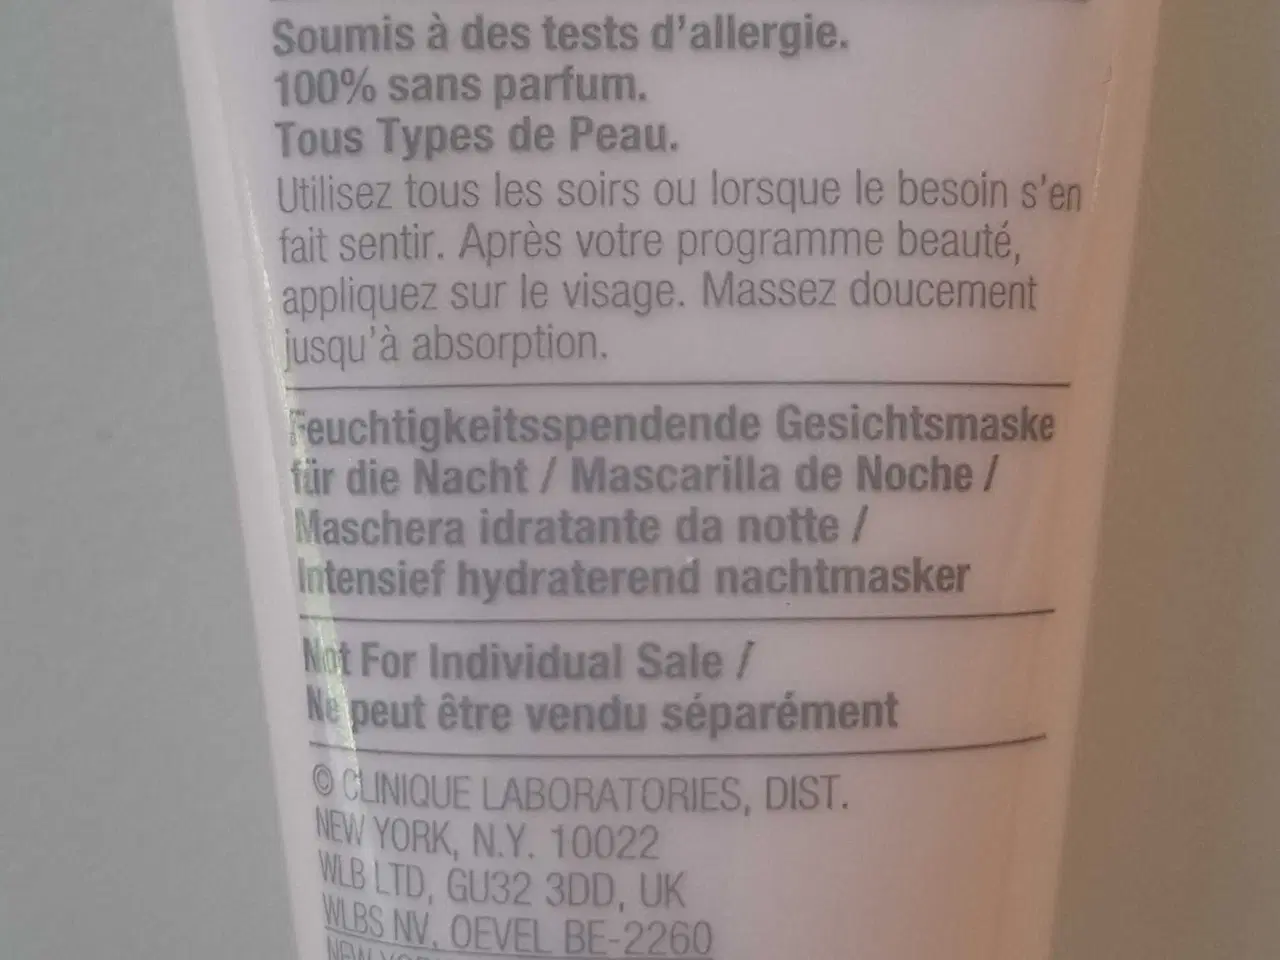 Soumis à des tests d'allergie.
100% sans parfum.
Tous Types de Peau.
Utilisez tous les soirs ou lorsque le besoin s'en
fait sentir. Après votre programme beauté,
appliquez sur le visage. Massez doucement
jusqu'à absorption.
Feuchtigkeitsspendende Gesichtsmaske
für die Nacht / Mascarilla de Noche /
Maschera idratante da notte /
Intensief hydraterend nachtmasker
Not For Individual Sale /
Ne peut être vendu séparément
© CLINIQUE LABORATORIES, DIST.
NEW YORK, N.Y. 10022
WLB LTD, GU32 3DD, UK
WLBS NV, OEVEL BE-2260